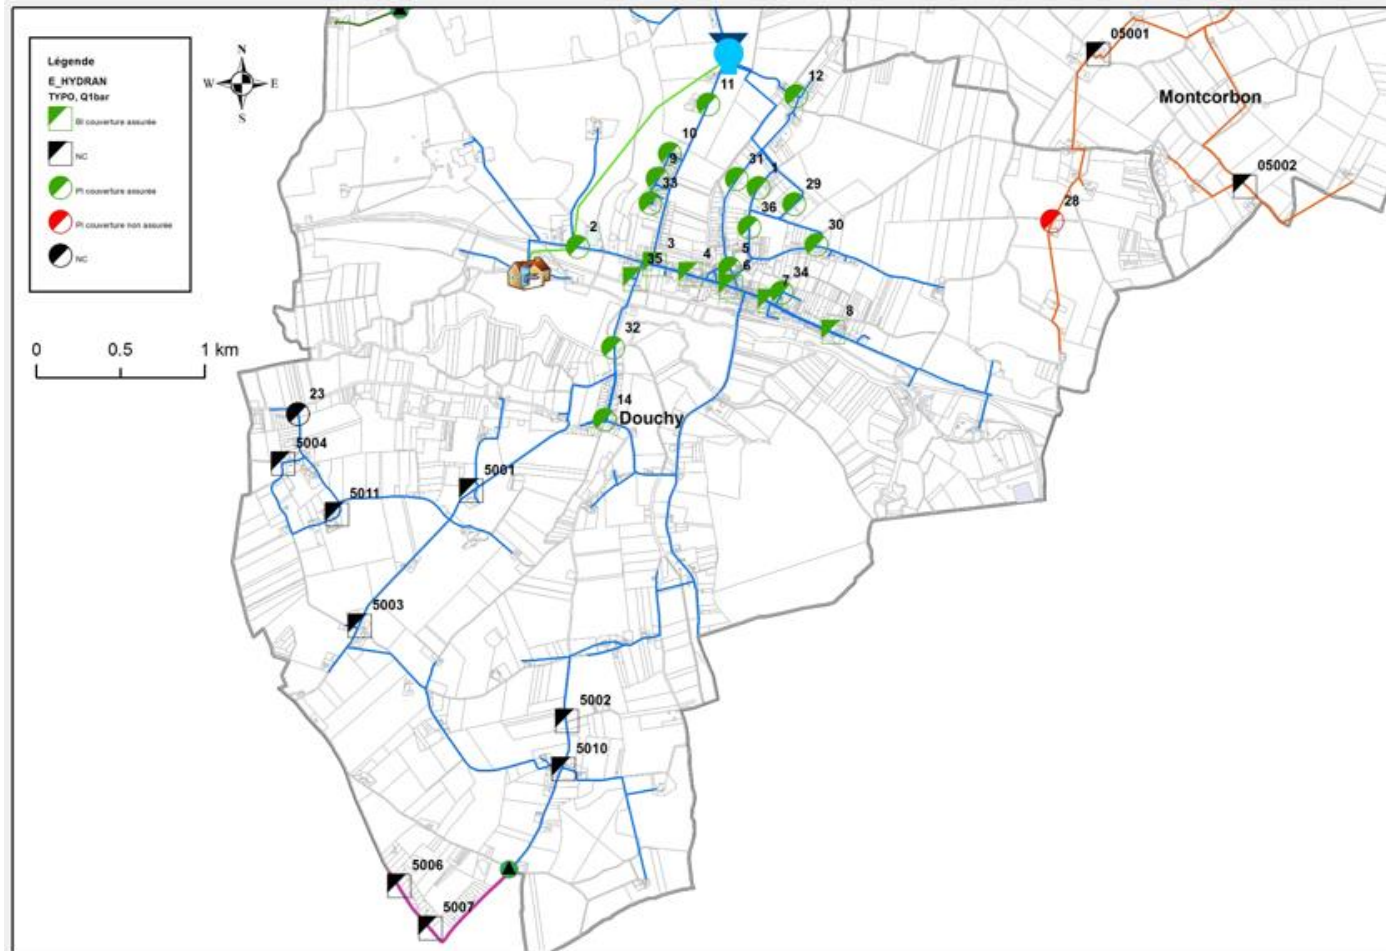 Légende
E_HYDRAN
TYPO, Q1bar
BI couverture assurée
NC
PI couverture assurée
PI couverture non assurée
NC
N
W
E
S
0
0.5
1 km
05001
Montcorbon
05002
28
12
11
10
9
33
31
1
29
36
30
2
3
35
4
5
6
7
34
8
32
14
Douchy
23
5004
5011
5001
5003
5002
5010
5006
5007